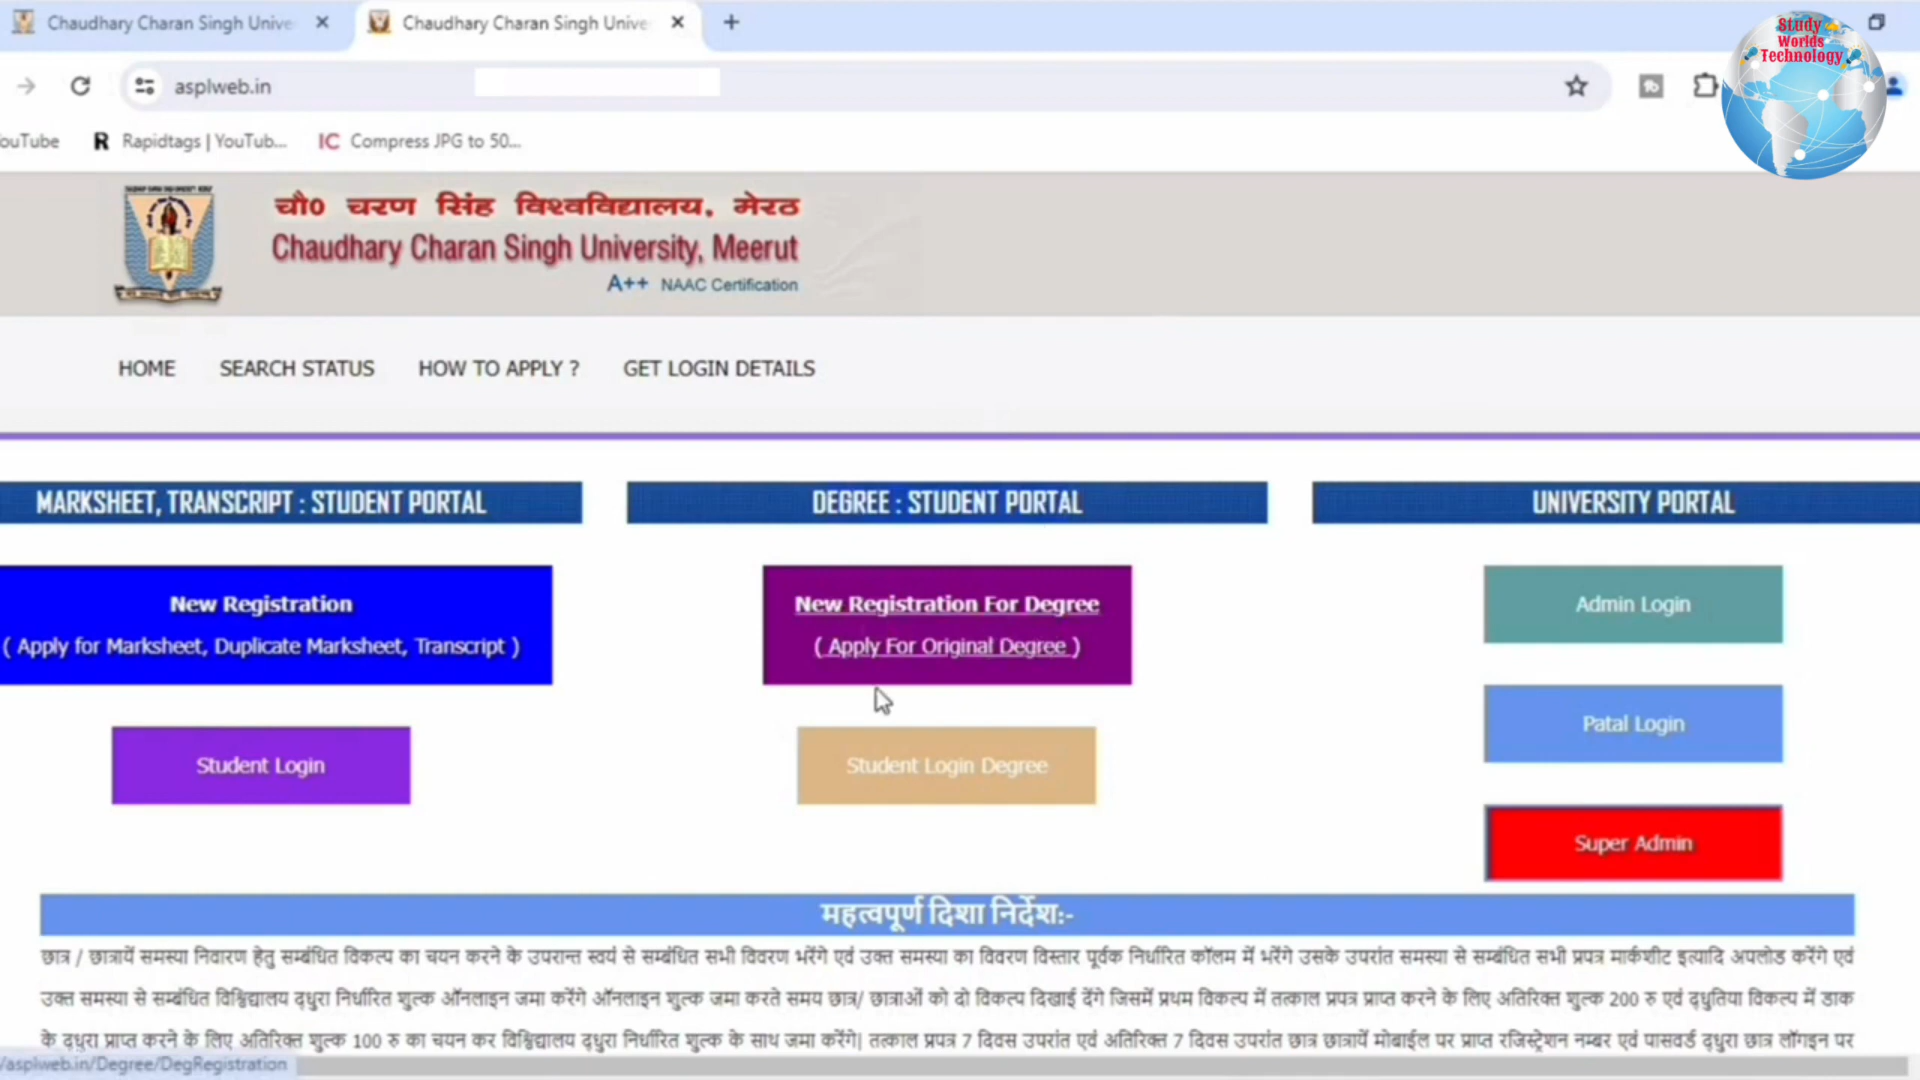 Chaudhary Charan Singh Unive
Chaudhary Charan Singh Unive
Study
Worlds
Technology
asplweb.in
ouTube
R Rapidtags | YouTub...
IC Compress JPG to 50...
चौ० चरण सिंह विश्वविद्यालय, मेरठ
Chaudhary Charan Singh University, Meerut
A++ NAAC Certification
HOME SEARCH STATUS HOW TO APPLY ? GET LOGIN DETAILS
MARKSHEET, TRANSCRIPT : STUDENT PORTAL
New Registration
( Apply for Marksheet, Duplicate Marksheet, Transcript )
Student Login
DEGREE : STUDENT PORTAL
New Registration For Degree
( Apply For Original Degree )
Student Login Degree
UNIVERSITY PORTAL
Admin Login
Patal Login
Super Admin
महत्वपूर्ण दिशा निर्देश:-
छात्र / छात्रायें समस्या निवारण हेतु सम्बंधित विकल्प का चयन करने के उपरान्त स्वयं से सम्बंधित सभी विवरण भरेंगे एवं उक्त समस्या का विवरण विस्तार पूर्वक निर्धारित कॉलम में भरेंगे उसके उपरांत समस्या से सम्बंधित सभी प्रपत्र मार्कशीट इत्यादि अपलोड करेंगे एवं
उक्त समस्या से सम्बंधित विश्विद्यालय द्धुरा निर्धारित शुल्क ऑनलाइन जमा करेंगे ऑनलाइन शुल्क जमा करते समय छात्र/ छात्राओं को दो विकल्प दिखाई देंगे जिसमें प्रथम विकल्प में तत्काल प्रपत्र प्राप्त करने के लिए अतिरिक्त शुल्क 200 रु एवं द्धुतिया विकल्प में डाक
के द्धुरा प्राप्त करने के लिए अतिरिक्त शुल्क 100 रु का चयन कर विश्विद्यालय द्धुरा निर्धारित शुल्क के साथ जमा करेंगे| तत्काल प्रपत्र 7 दिवस उपरांत एवं अतिरिक्त 7 दिवस उपरांत छात्र छात्रायें मोबाईल पर प्राप्त रजिस्ट्रेशन नम्बर एवं पासवर्ड द्धुरा छात्र लॉगइन पर
/asplweb.in/Degree/DegRegistration